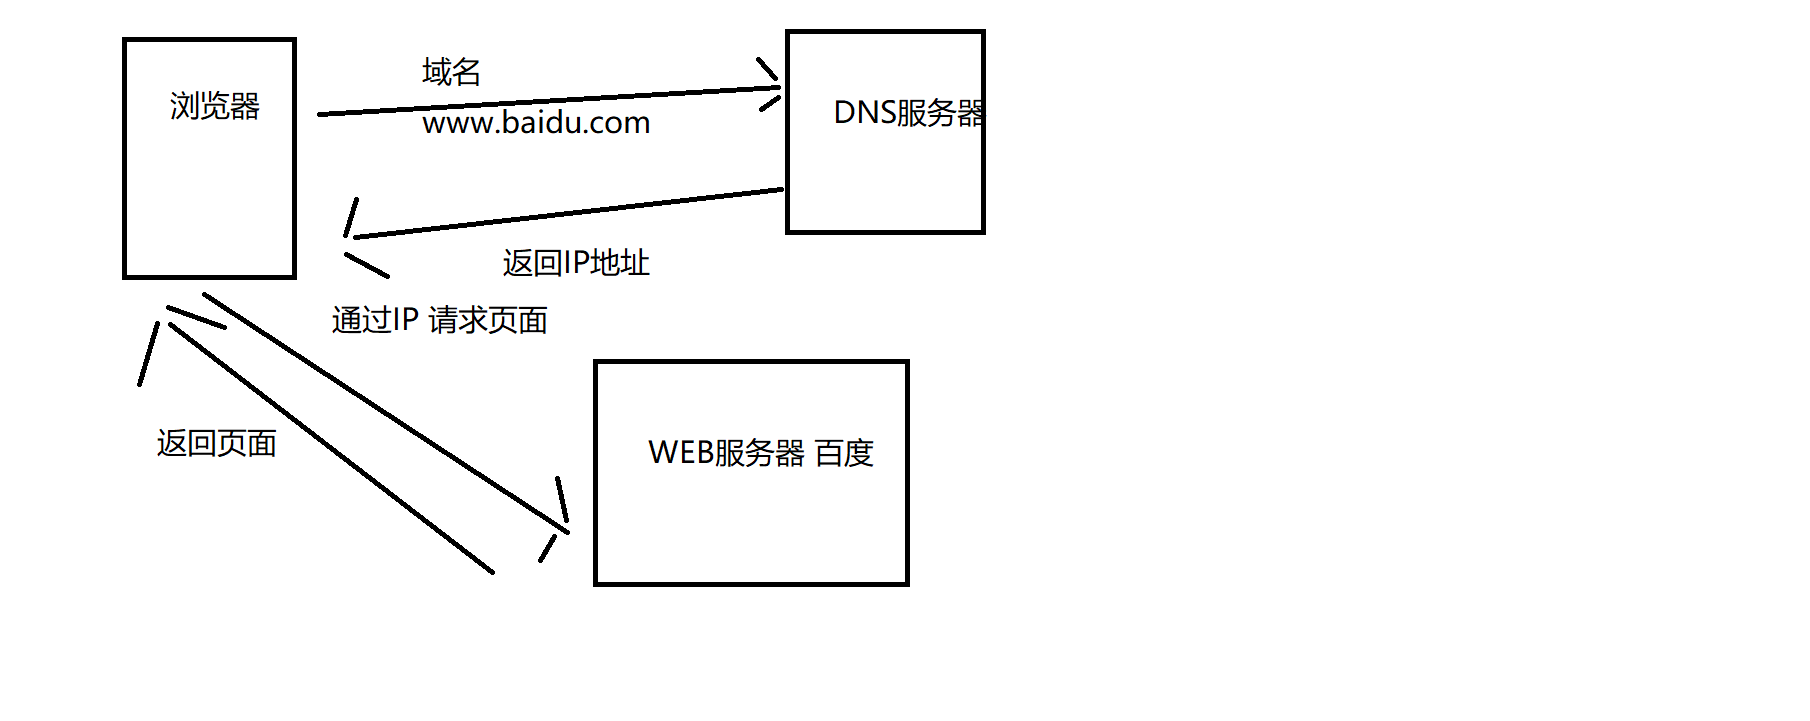 浏览器
域名
www.baidu.com
DNS服务器
返回IP地址
通过IP 请求页面
返回页面
WEB服务器 百度